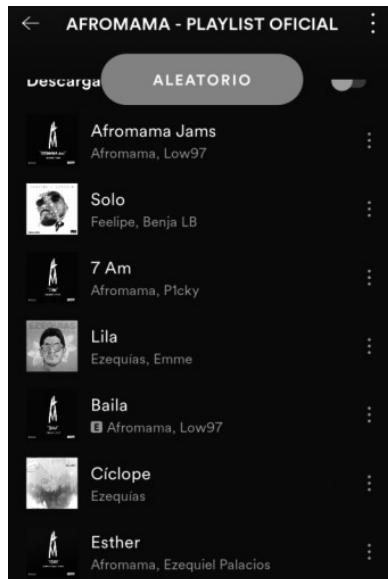 AFROMAMA - PLAYLIST OFICIAL
Descarga
ALEATORIO
Afromama Jams
Afromama, Low97
Solo
Feelipe, Benja LB
7 Am
Afromama, P1cky
Lila
Ezequías, Emme
Baila
E Afromama, Low97
Cíclope
Ezequías
Esther
Afromama, Ezequiel Palacios